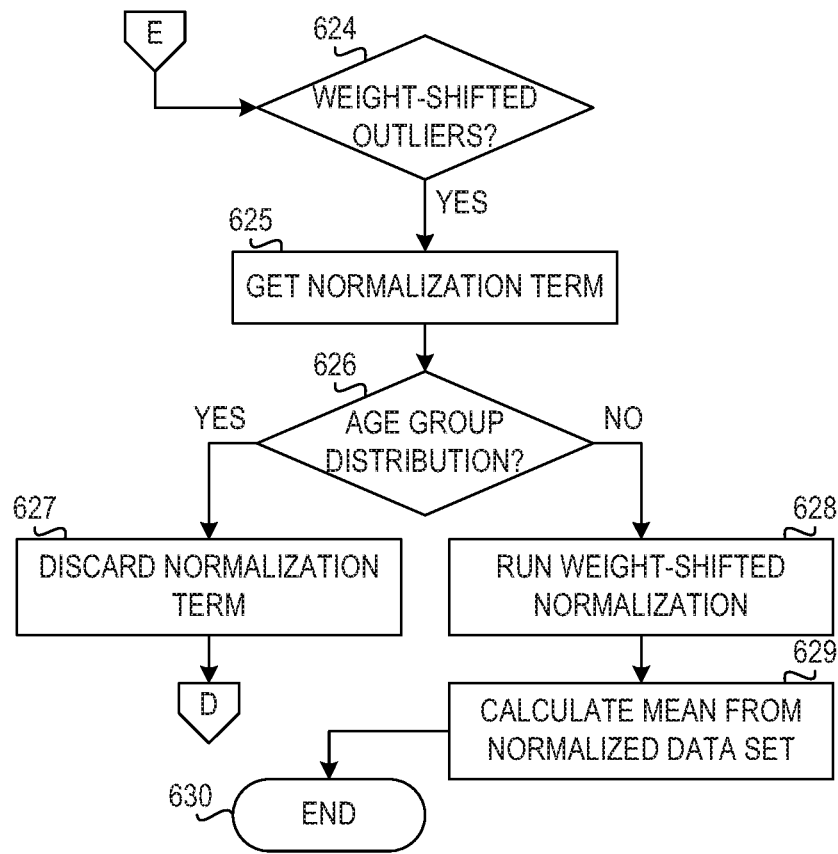 E
624
WEIGHT-SHIFTED
OUTLIERS?
YES
625
GET NORMALIZATION TERM
626
YES
AGE GROUP
DISTRIBUTION?
NO
627
DISCARD NORMALIZATION
TERM
628
RUN WEIGHT-SHIFTED
NORMALIZATION
D
629
CALCULATE MEAN FROM
NORMALIZED DATA SET
630
END